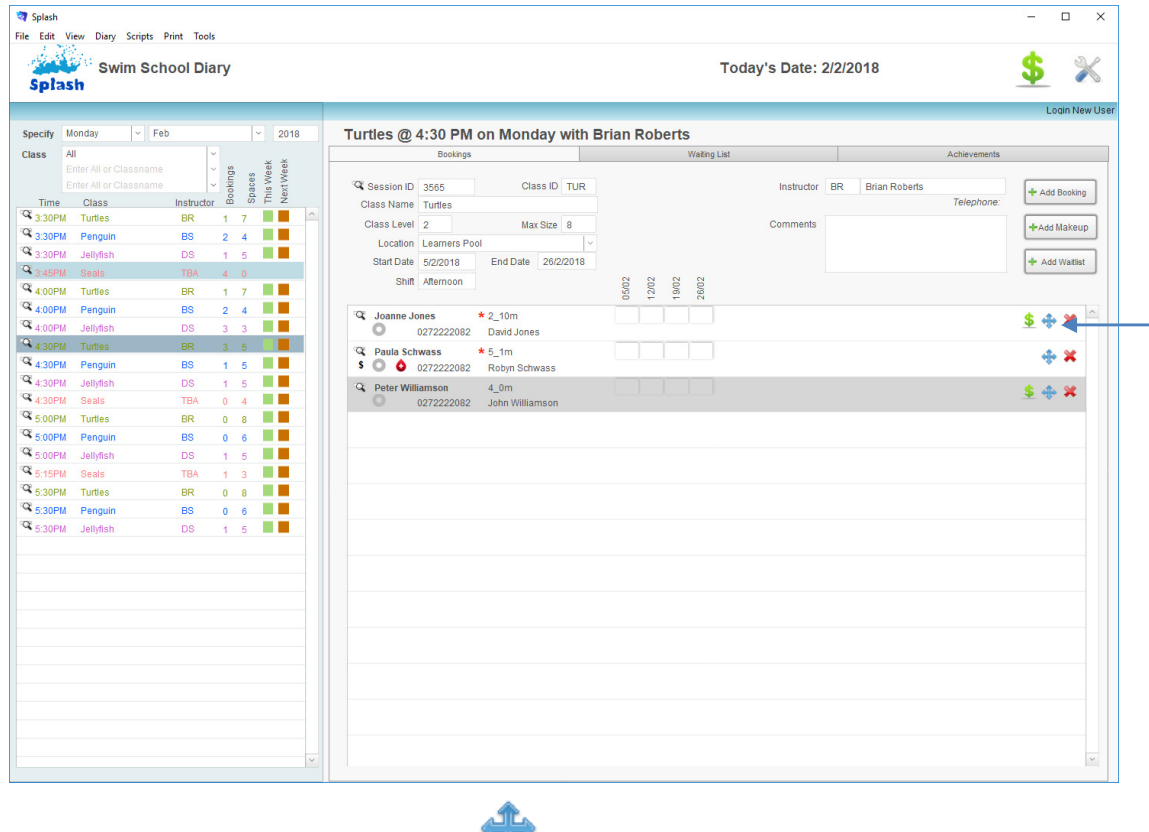 Splash
File Edit View Diary Scripts Print Tools
Splash
Swim School Diary
Today's Date: 2/2/2018
Login New User
Specify Monday Feb 2018
Class All
Enter All or Classname
Enter All or Classname
Time Class Instructor Bookings Spaces This Week Next Week
3:30PM Turtles BR 1 7
3:30PM Penguin BS 2 4
3:30PM Jellyfish DS 1 5
3:45PM Seals TBA 4 0
4:00PM Turtles BR 1 7
4:00PM Penguin BS 2 4
4:00PM Jellyfish DS 3 3
4:30PM Turtles BR 3 5
4:30PM Penguin BS 1 5
4:30PM Jellyfish DS 1 5
4:30PM Seals TBA 0 4
5:00PM Turtles BR 0 8
5:00PM Penguin BS 0 6
5:00PM Jellyfish DS 1 5
5:15PM Seals TBA 1 3
5:30PM Turtles BR 0 8
5:30PM Penguin BS 0 6
5:30PM Jellyfish DS 1 5
Turtles @ 4:30 PM on Monday with Brian Roberts
Bookings Waiting List Achievements
Session ID 3565 Class ID TUR Instructor BR Brian Roberts + Add Booking
Class Name Turtles Telephone:
Class Level 2 Max Size 8 Comments +Add Makeup
Location Learners Pool
Start Date 5/2/2018 End Date 26/2/2018 + Add Waitlist
Shift Afternoon
05/02 12/02 19/02 26/02
Joanne Jones * 2_10m
0272222082 David Jones
Paula Schwass * 5_1m
$ 0272222082 Robyn Schwass
Peter Williamson 4_0m
0272222082 John Williamson